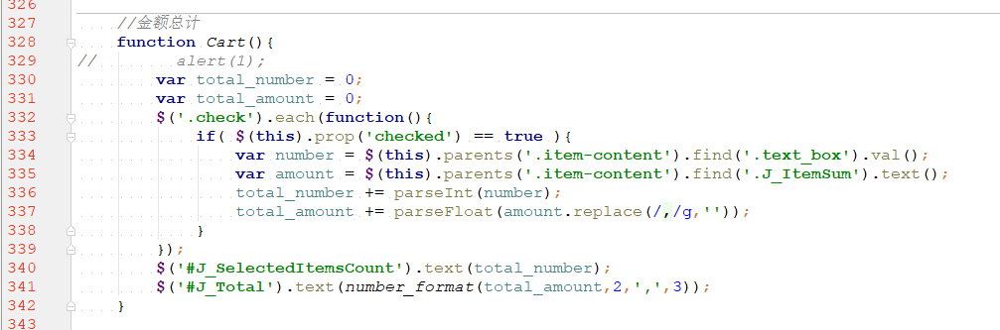 326
327 //金额总计
328 function Cart(){
329 // alert(1);
330 var total_number = 0;
331 var total_amount = 0;
332 $('.check').each(function(){
333 if( $(this).prop('checked') == true ){
334 var number = $(this).parents('.item-content').find('.text_box').val();
335 var amount = $(this).parents('.item-content').find('.J_ItemSum').text();
336 total_number += parseInt(number);
337 total_amount += parseFloat(amount.replace(/,/g,''));
338 }
339 });
340 $('#J_SelectedItemsCount').text(total_number);
341 $('#J_Total').text(number_format(total_amount,2,',',3));
342 }
343